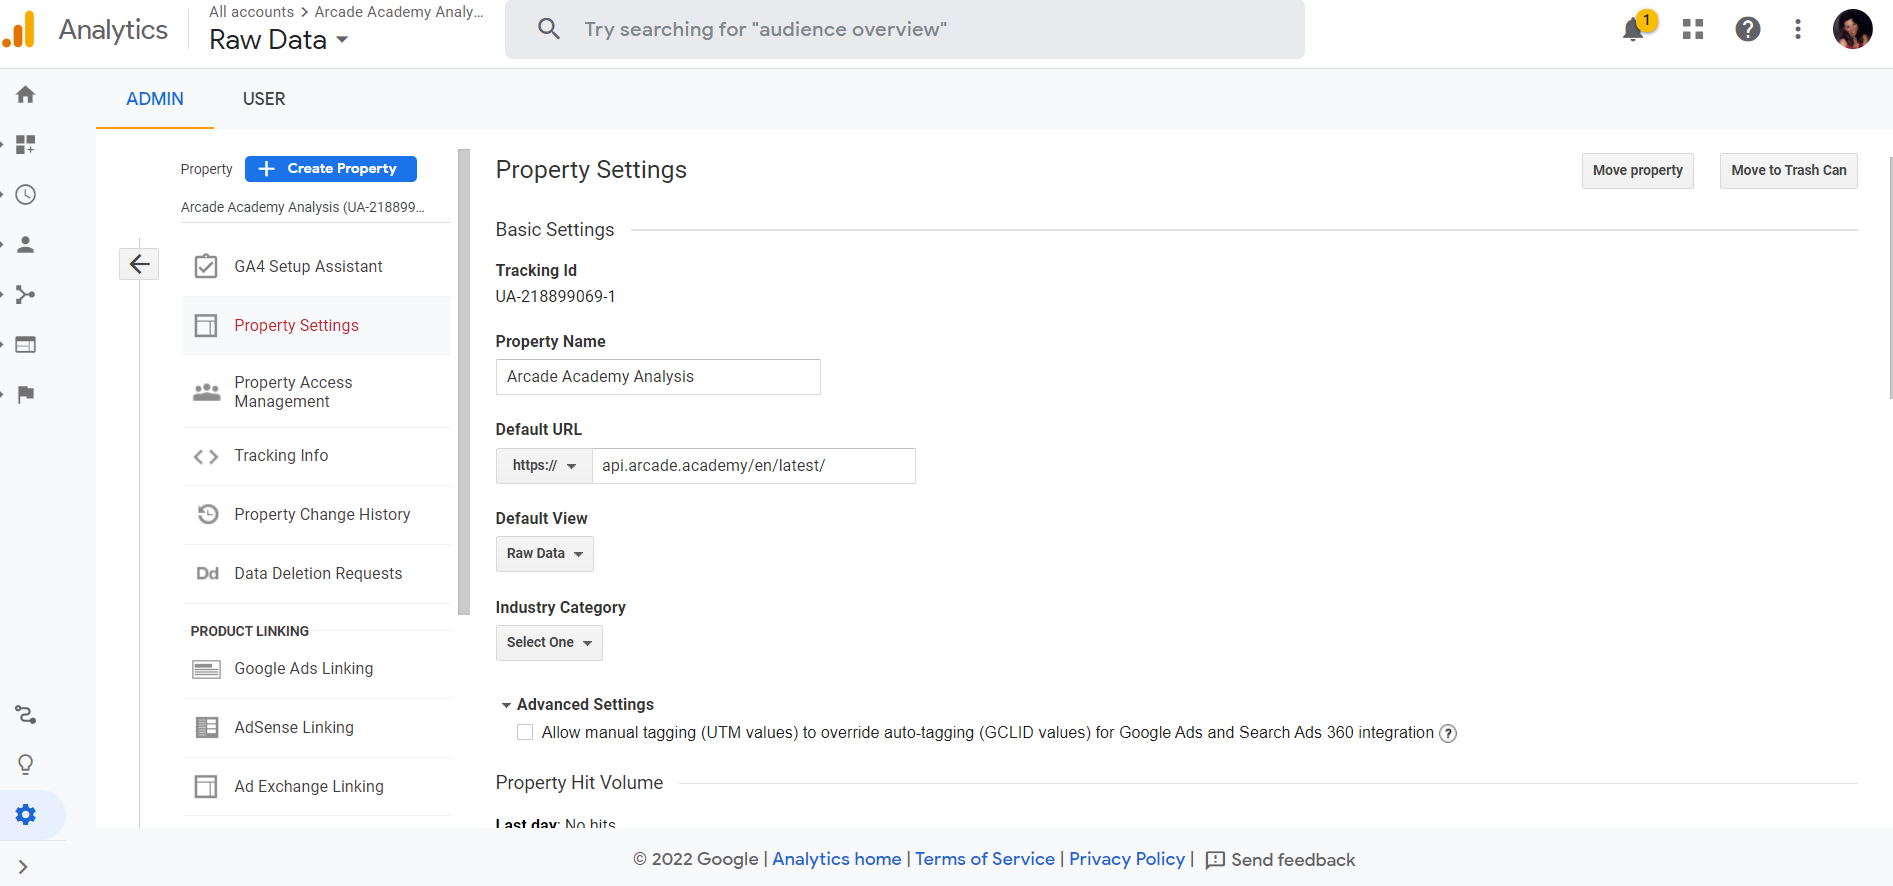 Analytics
All accounts > Arcade Academy Analy...
Raw Data
Try searching for "audience overview"
1
ADMIN
USER
Property
Create Property
Arcade Academy Analysis (UA-218899...
GA4 Setup Assistant
Property Settings
Property Access
Management
Tracking Info
Property Change History
Dd Data Deletion Requests
PRODUCT LINKING
Google Ads Linking
AdSense Linking
Ad Exchange Linking
Property Settings
Move property
Move to Trash Can
Basic Settings
Tracking Id
UA-218899069-1
Property Name
Arcade Academy Analysis
Default URL
https://
api.arcade.academy/en/latest/
Default View
Raw Data
Industry Category
Select One
Advanced Settings
Allow manual tagging (UTM values) to override auto-tagging (GCLID values) for Google Ads and Search Ads 360 integration ?
Property Hit Volume
Last day: No hits
© 2022 Google | Analytics home | Terms of Service | Privacy Policy | Send feedback